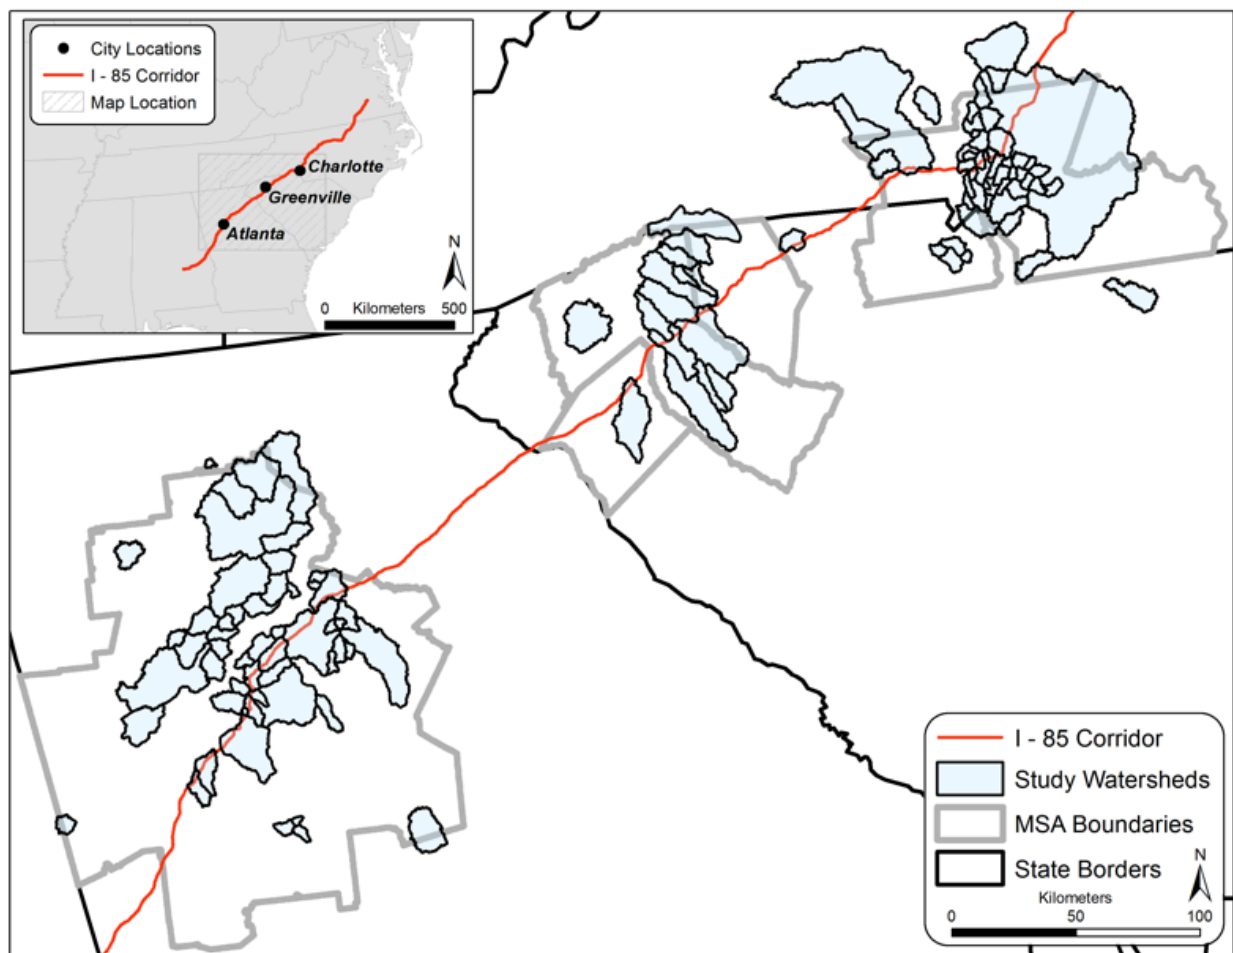 City Locations
I - 85 Corridor
Map Location
Charlotte
Greenville
Atlanta
N
0 Kilometers 500
I - 85 Corridor
Study Watersheds
MSA Boundaries
State Borders
N
Kilometers
0 50 100